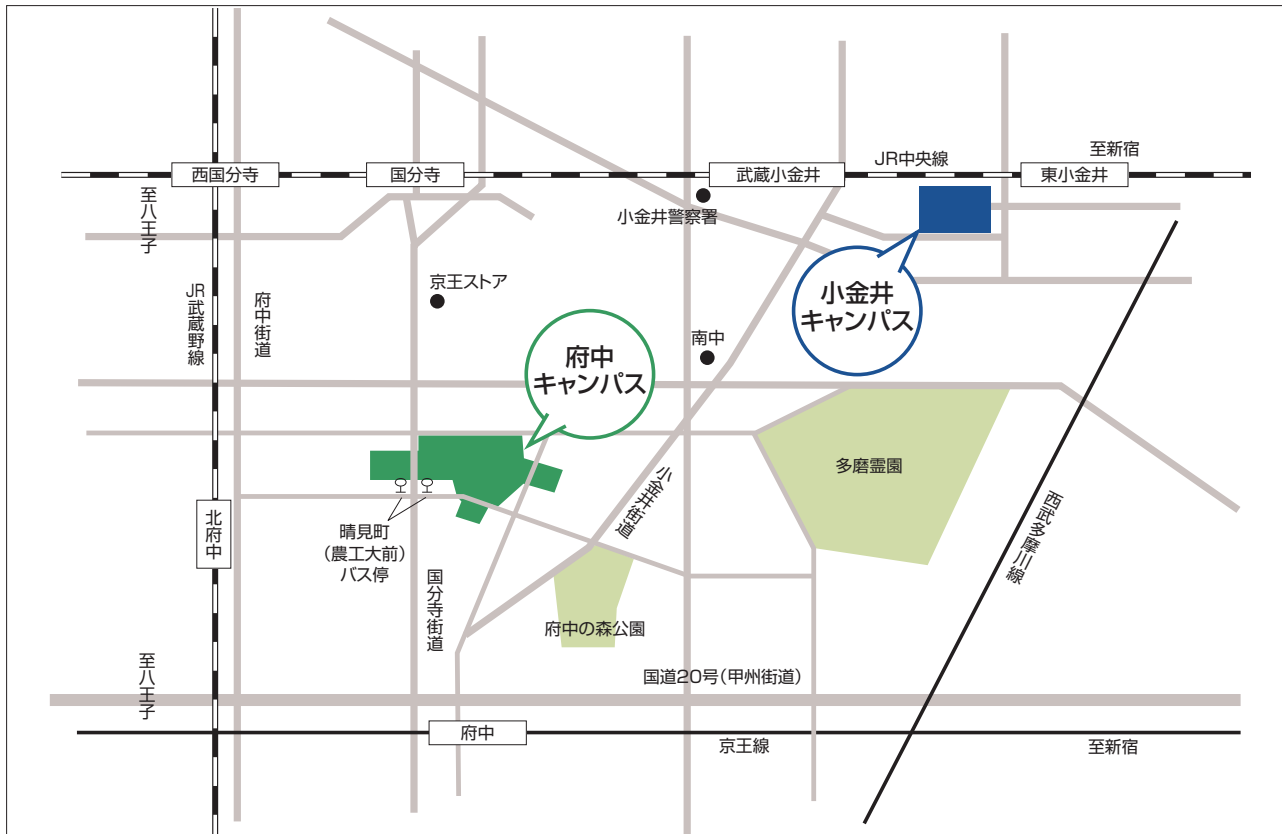 JR中央線
至新宿
西国分寺
国分寺
武蔵小金井
東小金井
至八王子
小金井警察署
京王ストア
JR武蔵野線
府中街道
小金井
キャンパス
南中
府中
キャンパス
多磨霊園
小金井街道
西武多摩川線
北府中
晴見町
(農工大前)
バス停
国分寺街道
府中の森公園
至八王子
国道20号(甲州街道)
府中
京王線
至新宿